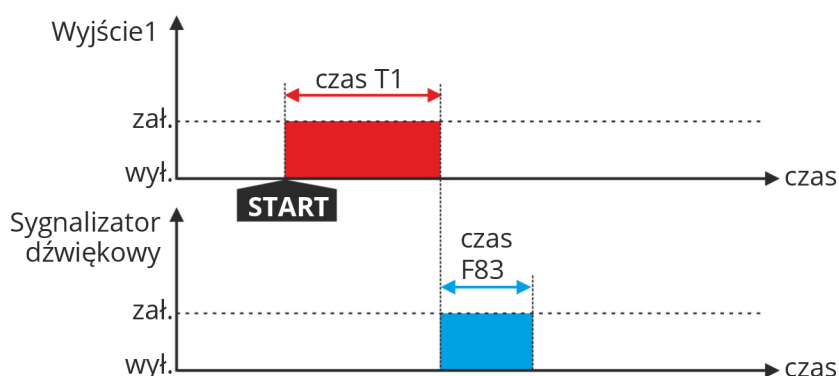 Wyjście1
czas T1
zał.
wył.
czas
START
Sygnalizator
dźwiękowy
czas
F83
zał.
wył.
czas